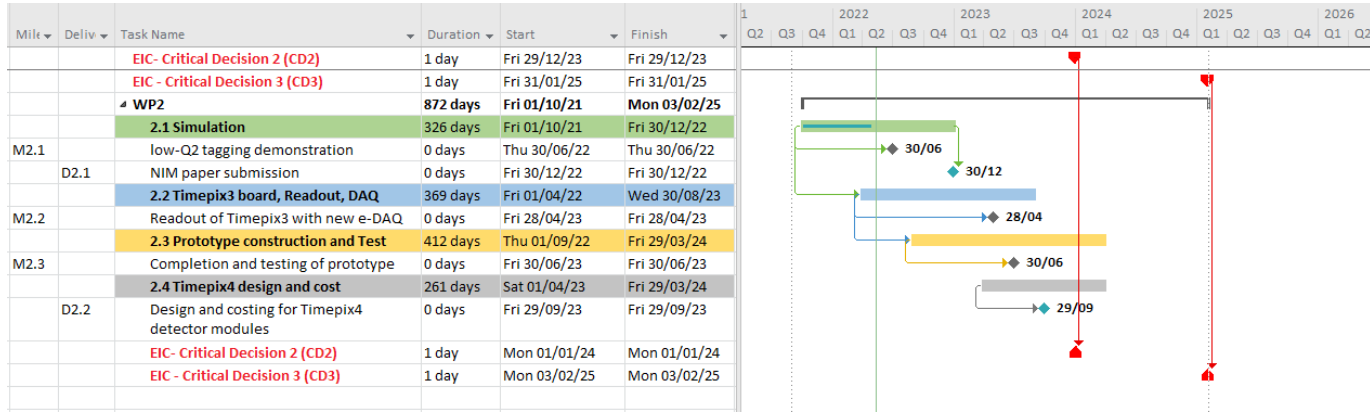 1 2022 2023 2024 2025 2026
Mile Deliv Task Name Duration Start Finish Q2 Q3 Q4 Q1 Q2 Q3 Q4 Q1 Q2 Q3 Q4 Q1 Q2 Q3 Q4 Q1 Q2 Q3 Q4 Q1 Q2
EIC- Critical Decision 2 (CD2) 1 day Fri 29/12/23 Fri 29/12/23
EIC - Critical Decision 3 (CD3) 1 day Fri 31/01/25 Fri 31/01/25
WP2 872 days Fri 01/10/21 Mon 03/02/25
2.1 Simulation 326 days Fri 01/10/21 Fri 30/12/22
M2.1 low-Q2 tagging demonstration 0 days Thu 30/06/22 Thu 30/06/22 30/06
D2.1 NIM paper submission 0 days Fri 30/12/22 Fri 30/12/22 30/12
2.2 Timepix3 board, Readout, DAQ 369 days Fri 01/04/22 Wed 30/08/23
M2.2 Readout of Timepix3 with new e-DAQ 0 days Fri 28/04/23 Fri 28/04/23 28/04
2.3 Prototype construction and Test 412 days Thu 01/09/22 Fri 29/03/24
M2.3 Completion and testing of prototype 0 days Fri 30/06/23 Fri 30/06/23 30/06
2.4 Timepix4 design and cost 261 days Sat 01/04/23 Fri 29/03/24
D2.2 Design and costing for Timepix4 0 days Fri 29/09/23 Fri 29/09/23 29/09
detector modules
EIC- Critical Decision 2 (CD2) 1 day Mon 01/01/24 Mon 01/01/24
EIC - Critical Decision 3 (CD3) 1 day Mon 03/02/25 Mon 03/02/25